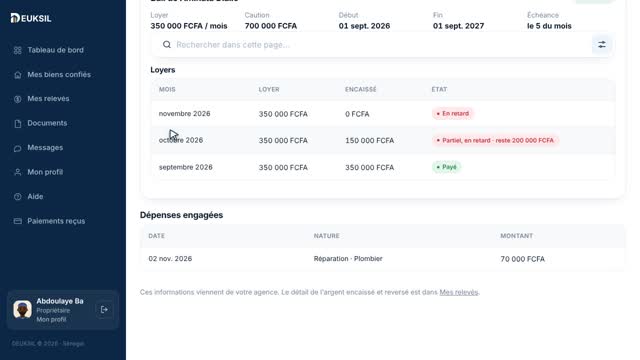 DEUKSIL
Tableau de bord
Mes biens confiés
Mes relevés
Documents
Messages
Mon profil
Aide
Paiements reçus
Abdoulaye Ba
Propriétaire
Mon profil
DEUKSIL © 2026 · Sénégal
Loyer Caution Début Fin Échéance
350 000 FCFA / mois 700 000 FCFA 01 sept. 2026 01 sept. 2027 le 5 du mois
Rechercher dans cette page…
Loyers
MOIS LOYER ENCAISSÉ ÉTAT
novembre 2026 350 000 FCFA 0 FCFA En retard
octobre 2026 350 000 FCFA 150 000 FCFA Partiel, en retard · reste 200 000 FCFA
septembre 2026 350 000 FCFA 350 000 FCFA Payé
Dépenses engagées
DATE NATURE MONTANT
02 nov. 2026 Réparation · Plombier 70 000 FCFA
Ces informations viennent de votre agence. Le détail de l'argent encaissé et reversé est dans Mes relevés.